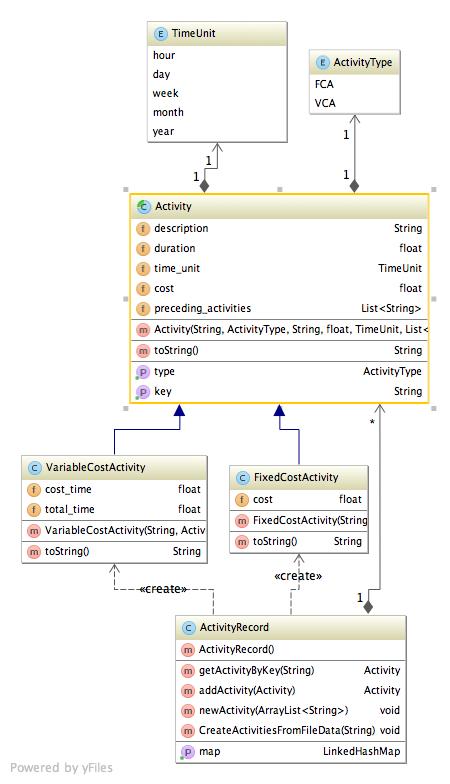 E TimeUnit
hour
day
week
month
year
E ActivityType
FCA
VCA
1
1
1
1
C Activity
f description String
f duration float
f time_unit TimeUnit
f cost float
f preceding_activities List<String>
m Activity(String, ActivityType, String, float, TimeUnit, List<
m toString() String
p type ActivityType
p key String
*
C VariableCostActivity
f cost_time float
f total_time float
m VariableCostActivity(String, Activ
m toString() String
C FixedCostActivity
f cost float
m FixedCostActivity(String
m toString() String
«create»
«create»
1
C ActivityRecord
m ActivityRecord()
m getActivityByKey(String) Activity
m addActivity(Activity) Activity
m newActivity(ArrayList<String>) void
m CreateActivitiesFromFileData(String) void
p map LinkedHashMap
Powered by yFiles